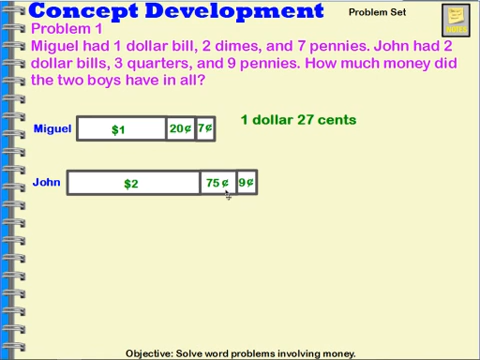 Concept Development
Problem Set
NOTES
Problem 1
Miguel had 1 dollar bill, 2 dimes, and 7 pennies. John had 2
dollar bills, 3 quarters, and 9 pennies. How much money did
the two boys have in all?
Miguel $1 20¢ 7¢ 1 dollar 27 cents
John $2 75¢ 9¢
Objective: Solve word problems involving money.